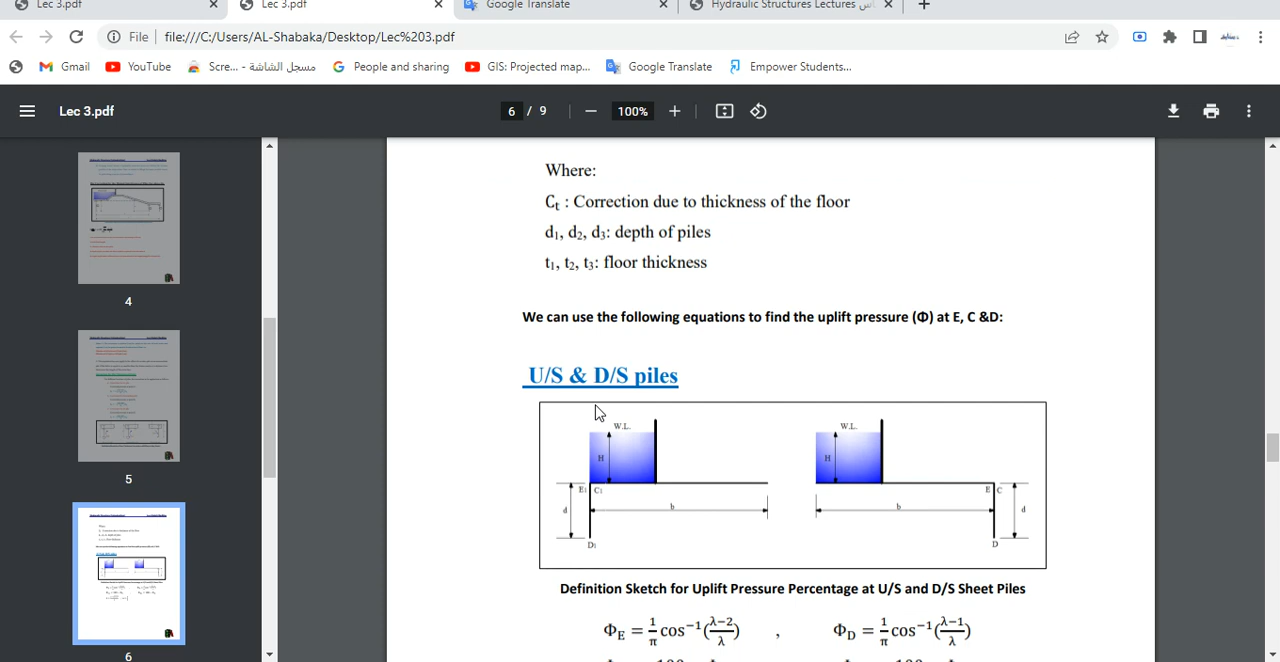 Lec 3.pdf
Lec 3.pdf
Google Translate
Hydraulic Structures Lectures
File file:///C:/Users/AL-Shabaka/Desktop/Lec%203.pdf
Gmail YouTube Scre... - مسجل الشاشة People and sharing GIS: Projected map... Google Translate Empower Students...
Lec 3.pdf 6 / 9 100%
4
5
6
Where:
Cₜ : Correction due to thickness of the floor
d₁, d₂, d₃: depth of piles
t₁, t₂, t₃: floor thickness
We can use the following equations to find the uplift pressure (Φ) at E, C &D:
U/S & D/S piles
W.L. W.L.
H H
E₁ C₁ E C
d b b d
D₁ D
Definition Sketch for Uplift Pressure Percentage at U/S and D/S Sheet Piles
Φ_E = 1/π cos⁻¹(λ−2/λ) , Φ_D = 1/π cos⁻¹(λ−1/λ)